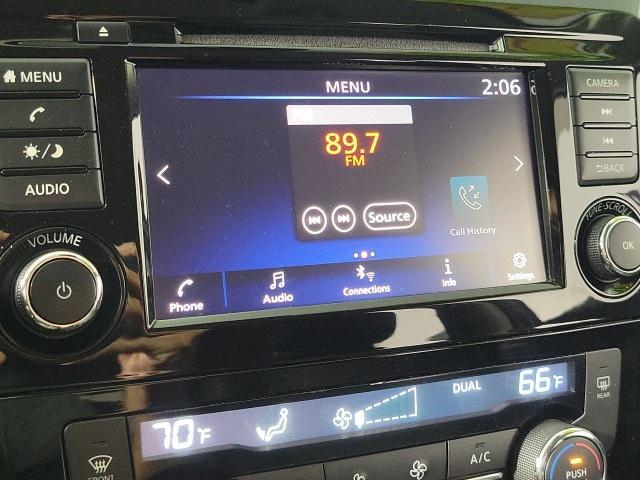 MENU
AUDIO
VOLUME
MENU
2:06
FM
89.7
FM
Source
Call History
Phone
Audio
Connections
Info
Settings
CAMERA
BACK
TUNE·SCROLL
OK
70°F
DUAL
66°F
FRONT
REAR
A/C
PUSH